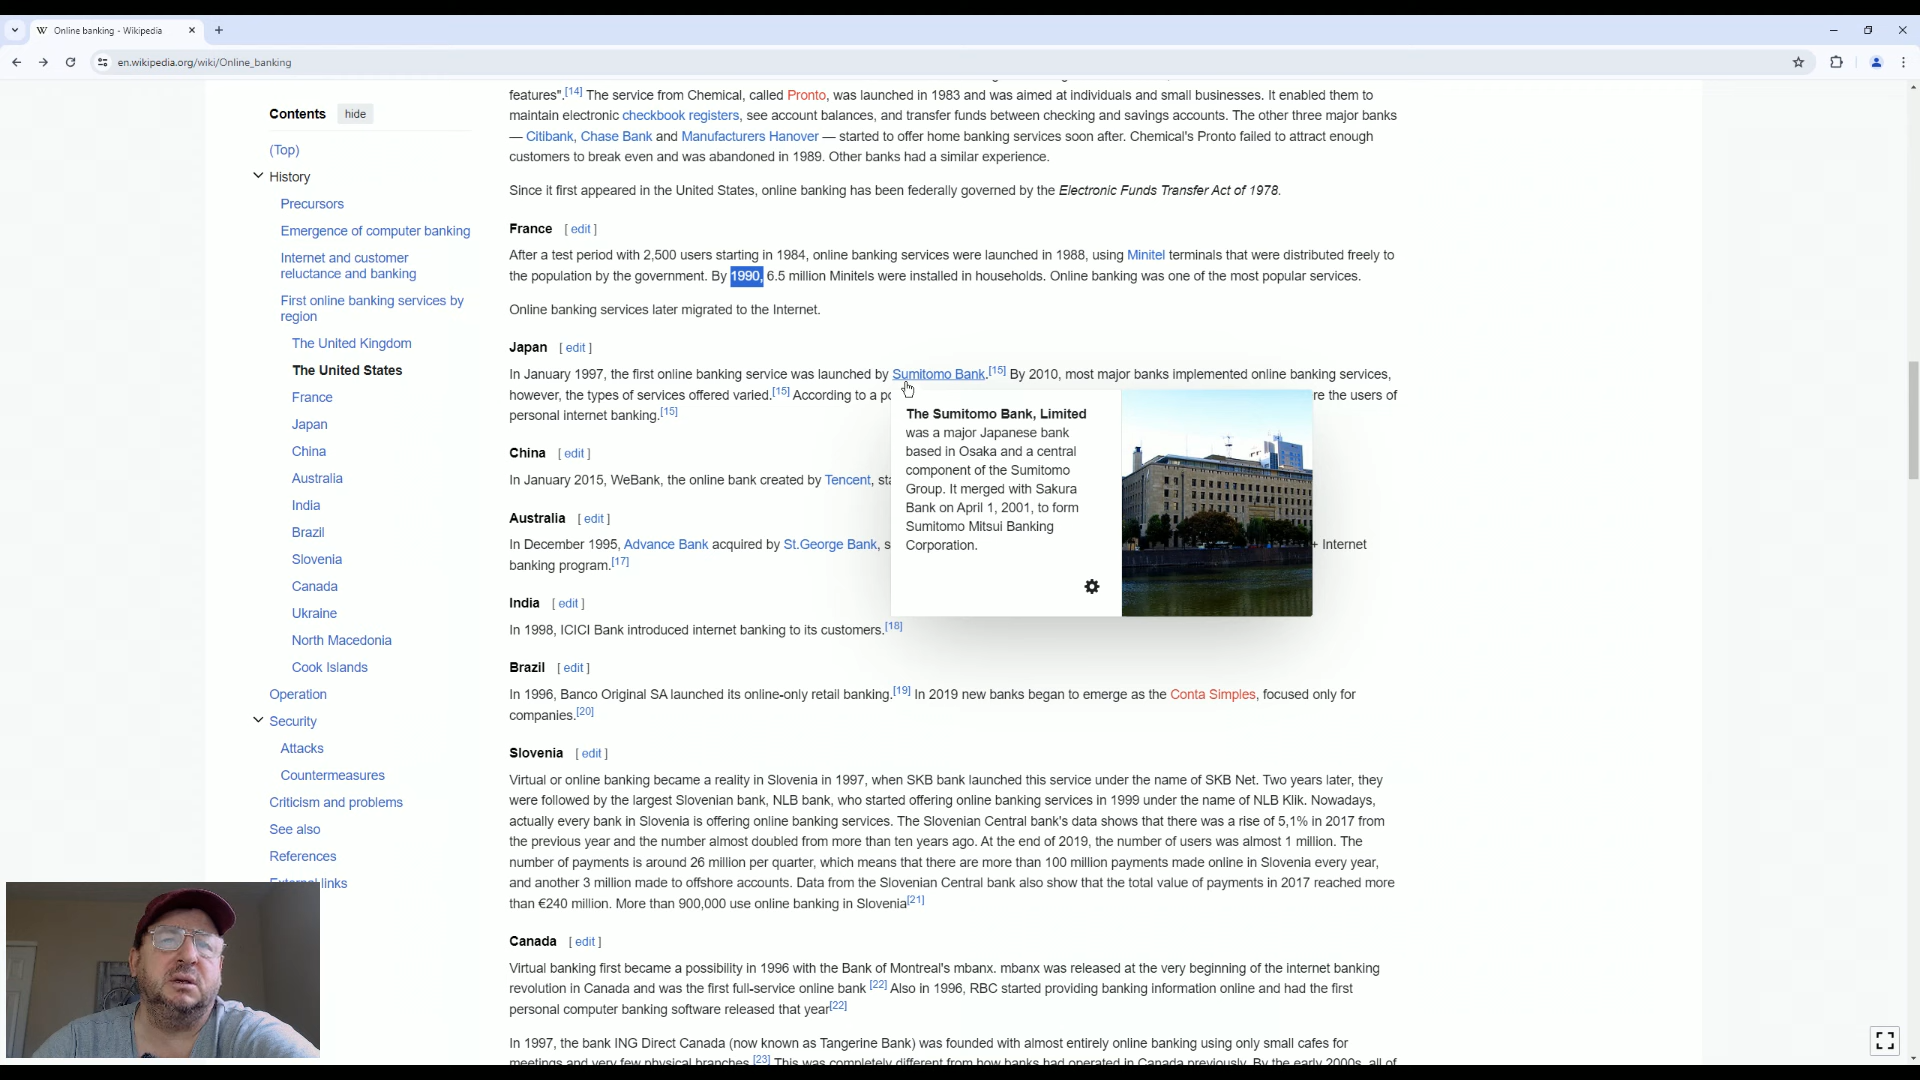 Online banking - Wikipedia
en.wikipedia.org/wiki/Online_banking
Contents hide
(Top)
History
Precursors
Emergence of computer banking
Internet and customer
reluctance and banking
First online banking services by
region
The United Kingdom
The United States
France
Japan
China
Australia
India
Brazil
Slovenia
Canada
Ukraine
North Macedonia
Cook Islands
Operation
Security
Attacks
Countermeasures
Criticism and problems
See also
References
External links
features".[14] The service from Chemical, called Pronto, was launched in 1983 and was aimed at individuals and small businesses. It enabled them to
maintain electronic checkbook registers, see account balances, and transfer funds between checking and savings accounts. The other three major banks
— Citibank, Chase Bank and Manufacturers Hanover — started to offer home banking services soon after. Chemical's Pronto failed to attract enough
customers to break even and was abandoned in 1989. Other banks had a similar experience.
Since it first appeared in the United States, online banking has been federally governed by the Electronic Funds Transfer Act of 1978.
France [ edit ]
After a test period with 2,500 users starting in 1984, online banking services were launched in 1988, using Minitel terminals that were distributed freely to
the population by the government. By 1990, 6.5 million Minitels were installed in households. Online banking was one of the most popular services.
Online banking services later migrated to the Internet.
Japan [ edit ]
In January 1997, the first online banking service was launched by Sumitomo Bank.[15] By 2010, most major banks implemented online banking services,
however, the types of services offered varied.[15] According to a po re the users of
personal internet banking.[15]
The Sumitomo Bank, Limited
was a major Japanese bank
based in Osaka and a central
component of the Sumitomo
Group. It merged with Sakura
Bank on April 1, 2001, to form
Sumitomo Mitsui Banking
Corporation.
China [ edit ]
In January 2015, WeBank, the online bank created by Tencent, sta
Australia [ edit ]
In December 1995, Advance Bank acquired by St.George Bank, s + Internet
banking program.[17]
India [ edit ]
In 1998, ICICI Bank introduced internet banking to its customers.[18]
Brazil [ edit ]
In 1996, Banco Original SA launched its online-only retail banking.[19] In 2019 new banks began to emerge as the Conta Simples, focused only for
companies.[20]
Slovenia [ edit ]
Virtual or online banking became a reality in Slovenia in 1997, when SKB bank launched this service under the name of SKB Net. Two years later, they
were followed by the largest Slovenian bank, NLB bank, who started offering online banking services in 1999 under the name of NLB Klik. Nowadays,
actually every bank in Slovenia is offering online banking services. The Slovenian Central bank's data shows that there was a rise of 5,1% in 2017 from
the previous year and the number almost doubled from more than ten years ago. At the end of 2019, the number of users was almost 1 million. The
number of payments is around 26 million per quarter, which means that there are more than 100 million payments made online in Slovenia every year,
and another 3 million made to offshore accounts. Data from the Slovenian Central bank also show that the total value of payments in 2017 reached more
than €240 million. More than 900,000 use online banking in Slovenia[21]
Canada [ edit ]
Virtual banking first became a possibility in 1996 with the Bank of Montreal's mbanx. mbanx was released at the very beginning of the internet banking
revolution in Canada and was the first full-service online bank [22] Also in 1996, RBC started providing banking information online and had the first
personal computer banking software released that year[22]
In 1997, the bank ING Direct Canada (now known as Tangerine Bank) was founded with almost entirely online banking using only small cafes for
meetings and very few physical branches.[23] This was completely different from how banks had operated in Canada previously. By the early 2000s, all of